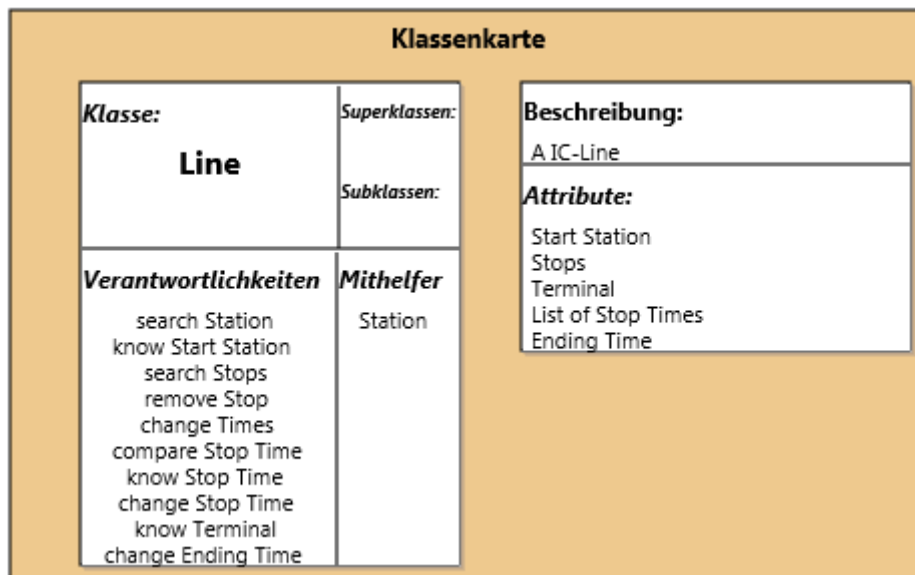 Klassenkarte
Klasse:
Line
Superklassen:
Subklassen:
Verantwortlichkeiten
search Station
know Start Station
search Stops
remove Stop
change Times
compare Stop Time
know Stop Time
change Stop Time
know Terminal
change Ending Time
Mithelfer
Station
Beschreibung:
A IC-Line
Attribute:
Start Station
Stops
Terminal
List of Stop Times
Ending Time